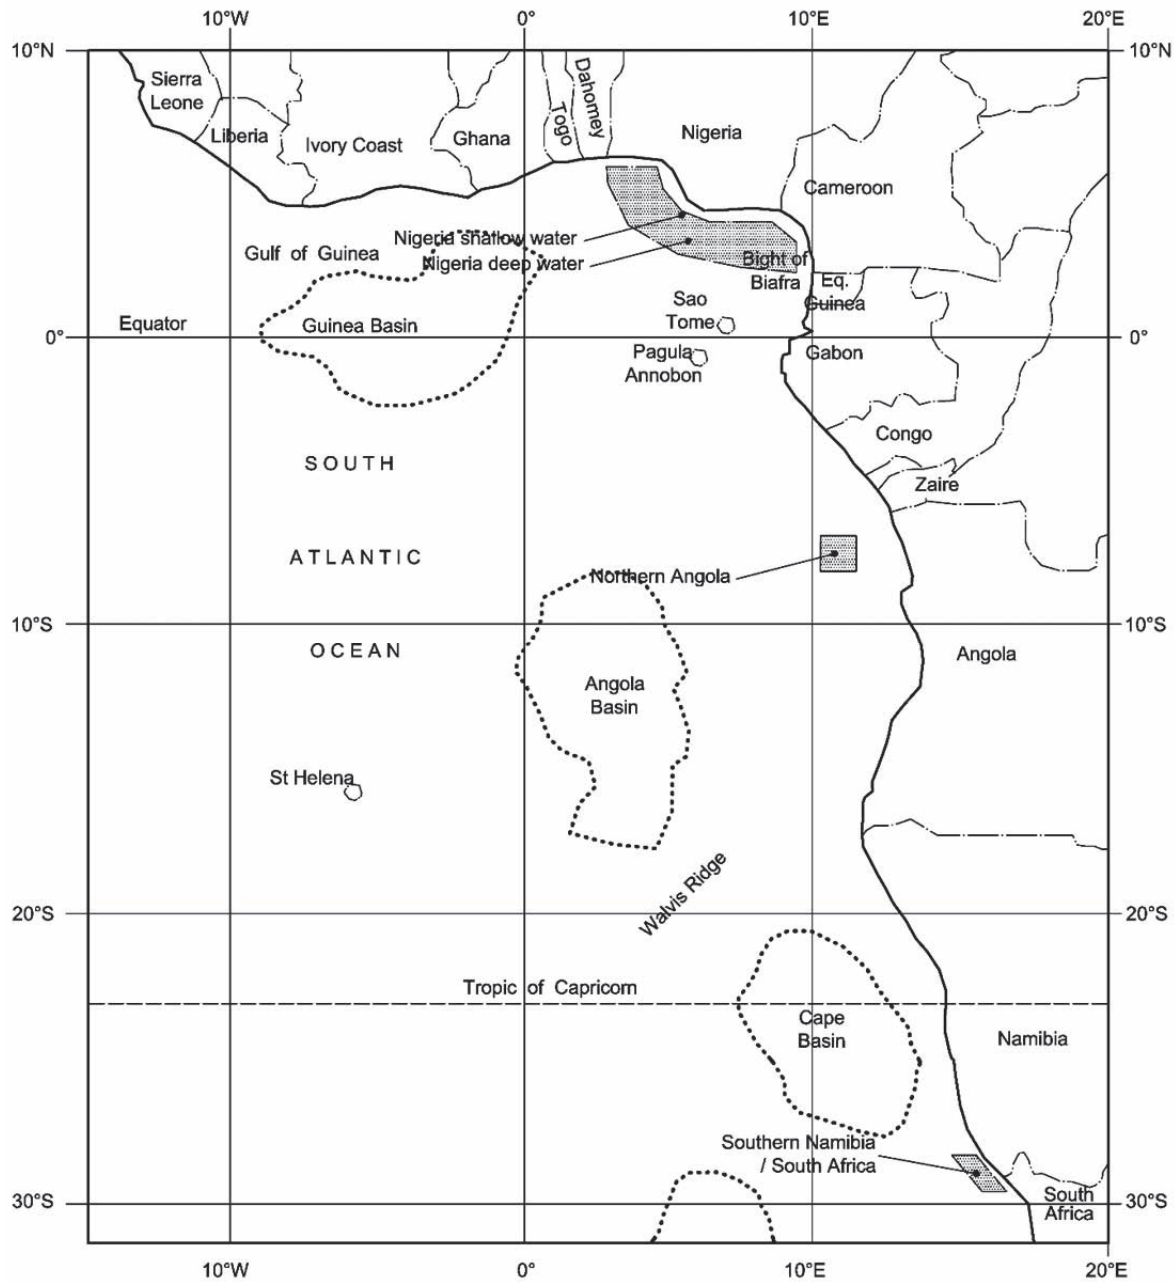 10°W 0° 10°E 20°E
10°N 10°N
Sierra
Leone
Liberia
Ivory Coast
Ghana
Togo
Dahomey
Nigeria
Cameroon
Nigeria shallow water
Gulf of Guinea
Nigeria deep water
Bight of
Biafra
Eq.
Guinea
Sao
Tome
Equator
Guinea Basin
0° 0°
Pagula
Annobon
Gabon
Congo
SOUTH
Zaire
ATLANTIC
Northern Angola
10°S 10°S
OCEAN
Angola
Angola
Basin
St Helena
Walvis Ridge
20°S 20°S
Tropic of Capricorn
Cape
Basin
Namibia
Southern Namibia
/ South Africa
South
Africa
30°S 30°S
10°W 0° 10°E 20°E